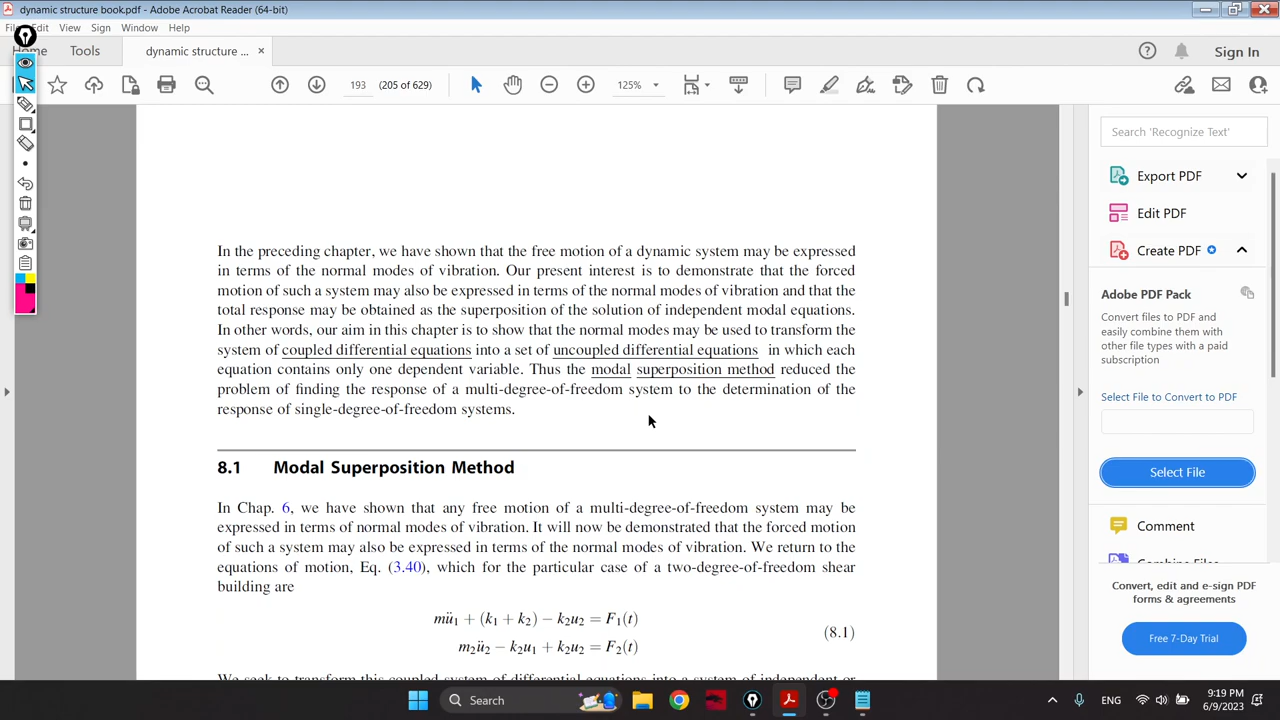 dynamic structure book.pdf - Adobe Acrobat Reader (64-bit)
File Edit View Sign Window Help
Home Tools dynamic structure ... × Sign In
193 (205 of 629) 125%
Search 'Recognize Text'
Export PDF
Edit PDF
Create PDF
Adobe PDF Pack
Convert files to PDF and
easily combine them with
other file types with a paid
subscription
Select File to Convert to PDF
Select File
Comment
Convert, edit and e-sign PDF
forms & agreements
Free 7-Day Trial
In the preceding chapter, we have shown that the free motion of a dynamic system may be expressed
in terms of the normal modes of vibration. Our present interest is to demonstrate that the forced
motion of such a system may also be expressed in terms of the normal modes of vibration and that the
total response may be obtained as the superposition of the solution of independent modal equations.
In other words, our aim in this chapter is to show that the normal modes may be used to transform the
system of coupled differential equations into a set of uncoupled differential equations in which each
equation contains only one dependent variable. Thus the modal superposition method reduced the
problem of finding the response of a multi-degree-of-freedom system to the determination of the
response of single-degree-of-freedom systems.
8.1 Modal Superposition Method
In Chap. 6, we have shown that any free motion of a multi-degree-of-freedom system may be
expressed in terms of normal modes of vibration. It will now be demonstrated that the forced motion
of such a system may also be expressed in terms of the normal modes of vibration. We return to the
equations of motion, Eq. (3.40), which for the particular case of a two-degree-of-freedom shear
building are
mü₁ + (k₁ + k₂) − k₂u₂ = F₁(t)
m₂ü₂ − k₂u₁ + k₂u₂ = F₂(t)
(8.1)
We seek to transform this coupled system of differential equations into a system of independent or
Search
ENG
9:19 PM
6/9/2023